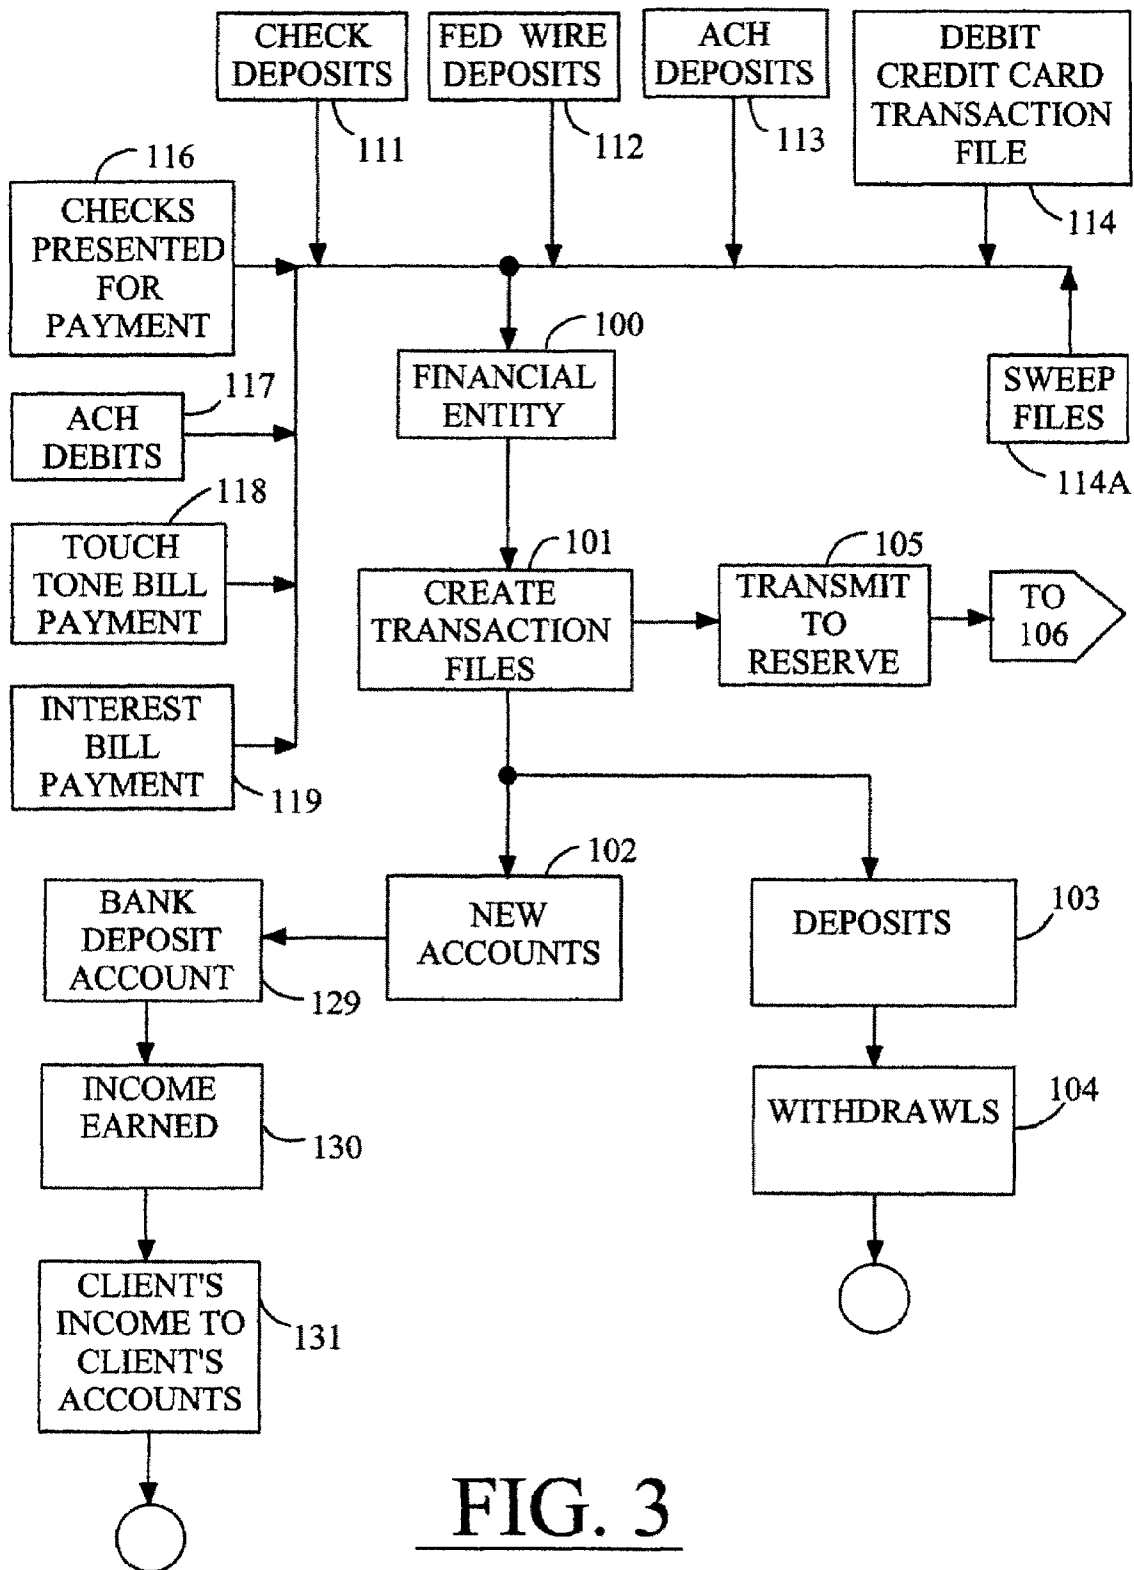 CHECK
DEPOSITS
111
FED WIRE
DEPOSITS
112
ACH
DEPOSITS
113
DEBIT
CREDIT CARD
TRANSACTION
FILE
114
116
CHECKS
PRESENTED
FOR
PAYMENT
100
FINANCIAL
ENTITY
SWEEP
FILES
114A
117
ACH
DEBITS
118
TOUCH
TONE BILL
PAYMENT
101
CREATE
TRANSACTION
FILES
105
TRANSMIT
TO
RESERVE
TO
106
INTEREST
BILL
PAYMENT
119
102
NEW
ACCOUNTS
BANK
DEPOSIT
ACCOUNT
129
DEPOSITS
103
INCOME
EARNED
130
WITHDRAWLS
104
CLIENT'S
INCOME TO
CLIENT'S
ACCOUNTS
131
FIG. 3